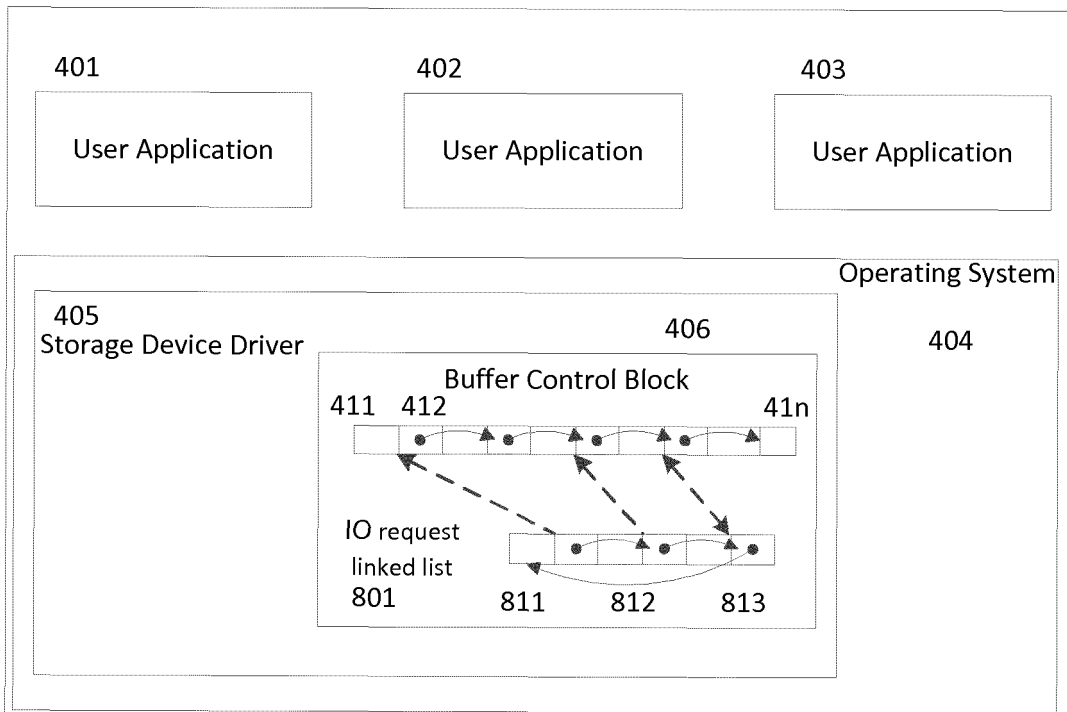 401
402
403
User Application
User Application
User Application
Operating System
404
405
Storage Device Driver
406
Buffer Control Block
411
412
41n
IO request
linked list
801
811
812
813